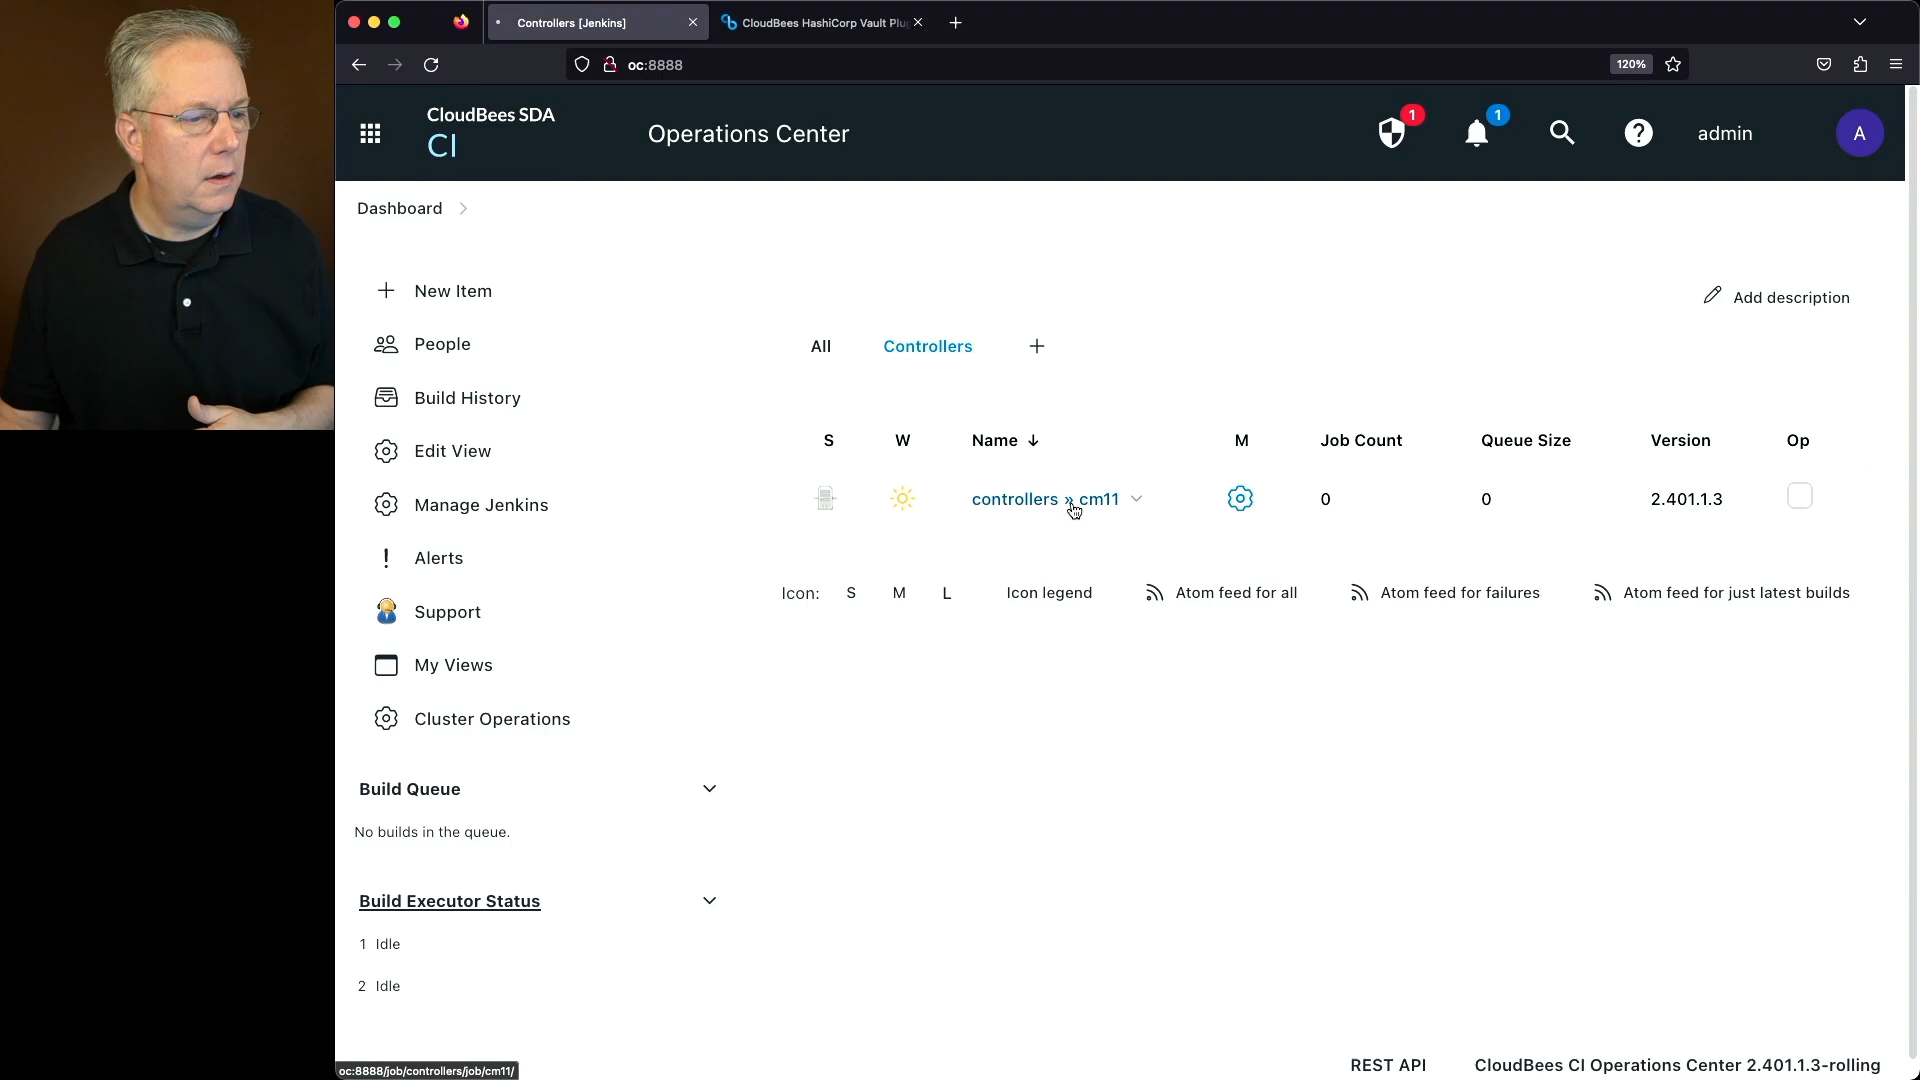 Controllers [Jenkins]
CloudBees HashiCorp Vault Plu
oc:8888
120%
CloudBees SDA
CI
Operations Center
1
1
admin
A
Dashboard
New Item
People
Build History
Edit View
Manage Jenkins
Alerts
Support
My Views
Cluster Operations
Build Queue
No builds in the queue.
Build Executor Status
1 Idle
2 Idle
Add description
All Controllers
S W Name ↓ M Job Count Queue Size Version Op
controllers » cm11 0 0 2.401.1.3
Icon: S M L Icon legend Atom feed for all Atom feed for failures Atom feed for just latest builds
oc:8888/job/controllers/job/cm11/
REST API CloudBees CI Operations Center 2.401.1.3-rolling